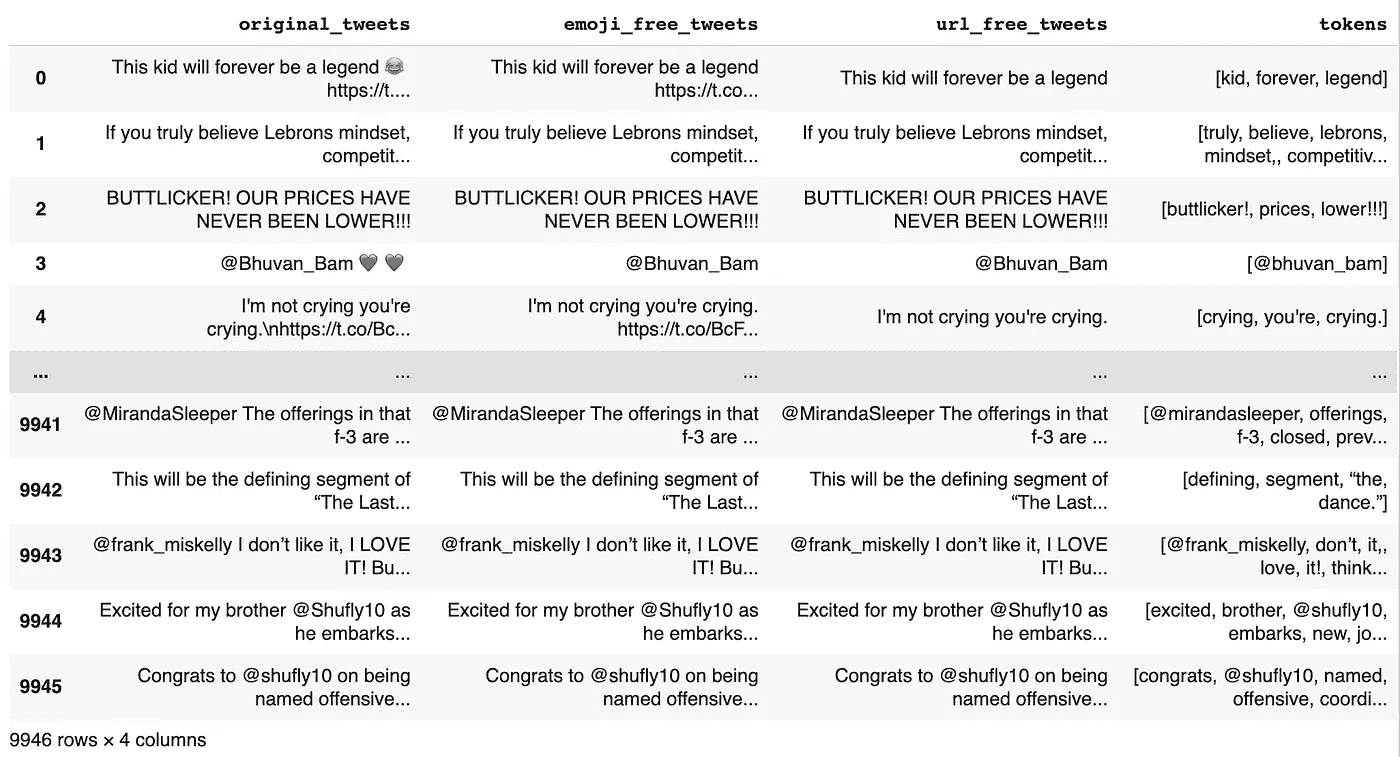 original_tweets emoji_free_tweets url_free_tweets tokens
0 This kid will forever be a legend 😂 https://t.... This kid will forever be a legend https://t.co... This kid will forever be a legend [kid, forever, legend]
1 If you truly believe Lebrons mindset, competit... If you truly believe Lebrons mindset, competit... If you truly believe Lebrons mindset, competit... [truly, believe, lebrons, mindset,, competitiv...
2 BUTTLICKER! OUR PRICES HAVE NEVER BEEN LOWER!!! BUTTLICKER! OUR PRICES HAVE NEVER BEEN LOWER!!! BUTTLICKER! OUR PRICES HAVE NEVER BEEN LOWER!!! [buttlicker!, prices, lower!!!]
3 @Bhuvan_Bam 🖤 🖤 @Bhuvan_Bam @Bhuvan_Bam [@bhuvan_bam]
4 I'm not crying you're crying.\nhttps://t.co/Bc... I'm not crying you're crying. https://t.co/BcF... I'm not crying you're crying. [crying, you're, crying.]
... ... ... ... ...
9941 @MirandaSleeper The offerings in that f-3 are ... @MirandaSleeper The offerings in that f-3 are ... @MirandaSleeper The offerings in that f-3 are ... [@mirandasleeper, offerings, f-3, closed, prev...
9942 This will be the defining segment of “The Last... This will be the defining segment of “The Last... This will be the defining segment of “The Last... [defining, segment, “the, dance.”]
9943 @frank_miskelly I don’t like it, I LOVE IT! Bu... @frank_miskelly I don’t like it, I LOVE IT! Bu... @frank_miskelly I don’t like it, I LOVE IT! Bu... [@frank_miskelly, don’t, it,, love, it!, think...
9944 Excited for my brother @Shufly10 as he embarks... Excited for my brother @Shufly10 as he embarks... Excited for my brother @Shufly10 as he embarks... [excited, brother, @shufly10, embarks, new, jo...
9945 Congrats to @shufly10 on being named offensive... Congrats to @shufly10 on being named offensive... Congrats to @shufly10 on being named offensive... [congrats, @shufly10, named, offensive, coordi...
9946 rows × 4 columns